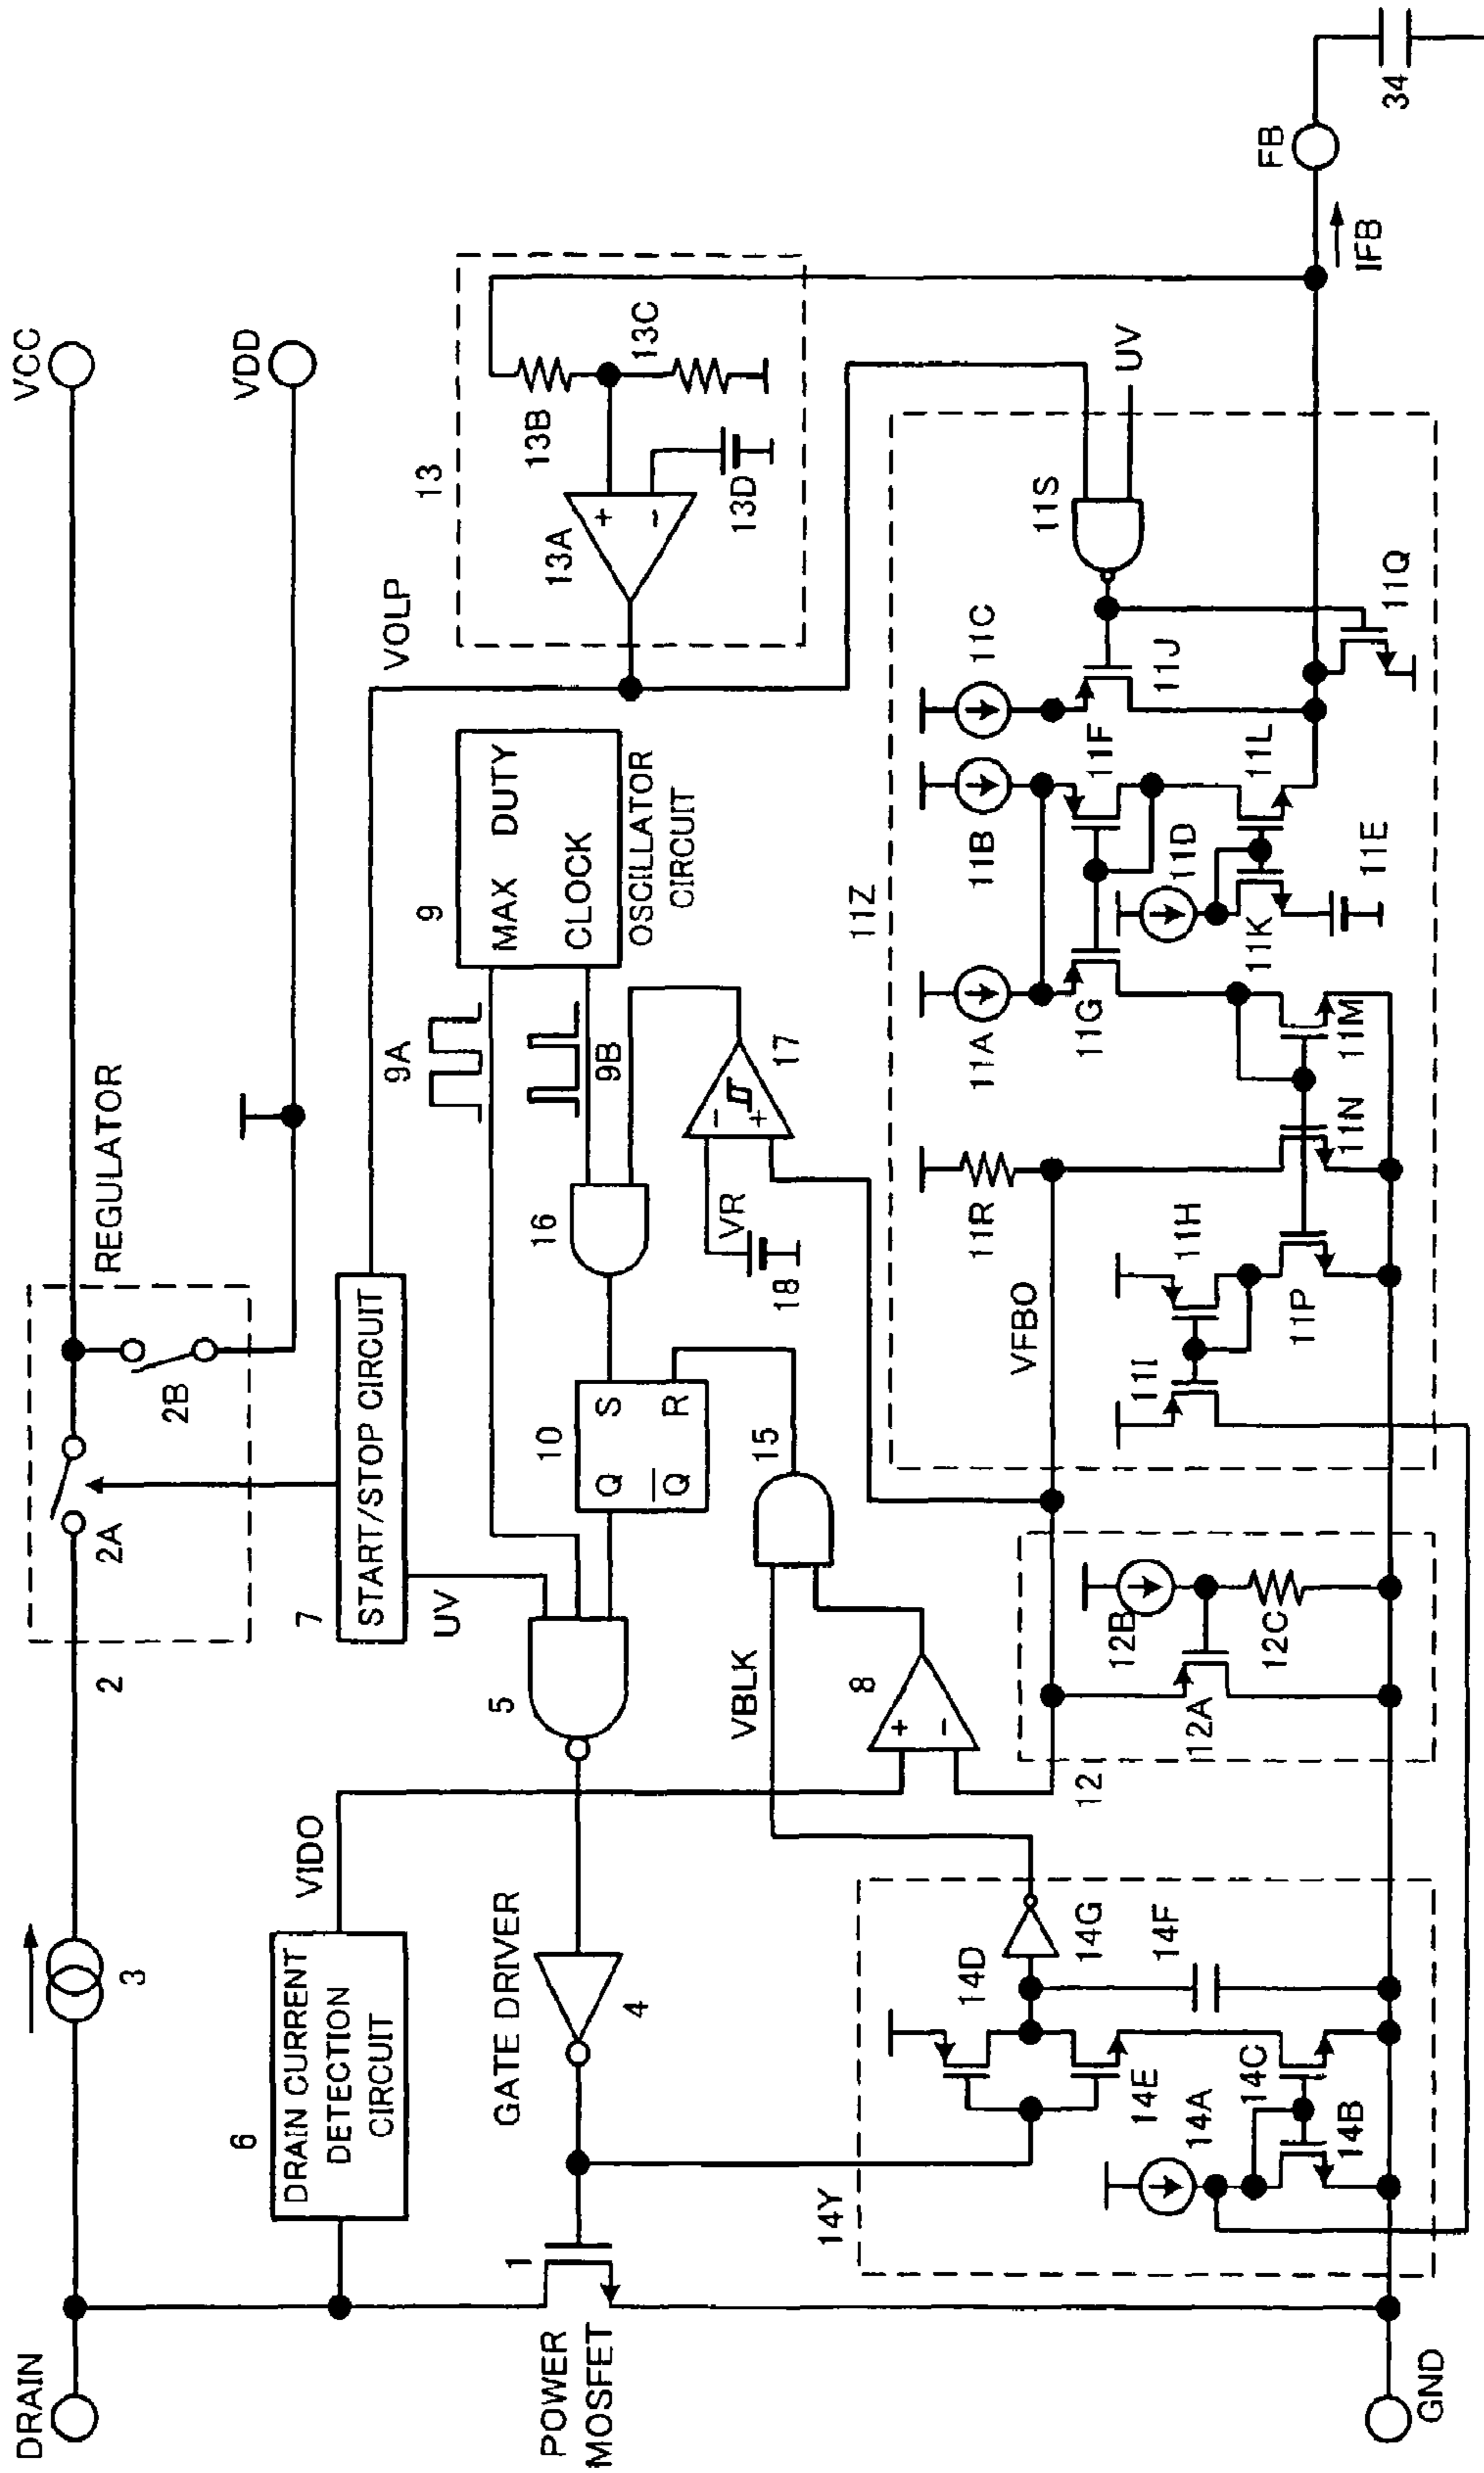 DRAIN
VCC
VDD
REGULATOR
2A
2B
2
3
START/STOP CIRCUIT
7
UV
VIDO
DRAIN CURRENT
DETECTION
CIRCUIT
6
GATE DRIVER
4
5
POWER
MOSFET
1
9
MAX DUTY
CLOCK
OSCILLATOR
CIRCUIT
9A
9B
VOLP
13
13A
13B
13C
13D
16
10
S
Q
R
Q
17
−
+
VR
18
15
VBLK
8
+
−
+
−
12
12A
12B
12C
14Y
14A
14B
14C
14D
14E
14F
14G
11Z
VFBO
11R
11A
11B
11C
11D
11E
11F
11G
11H
11I
11J
11K
11L
11M
11N
11P
11Q
11S
UV
FB
IFB
34
GND